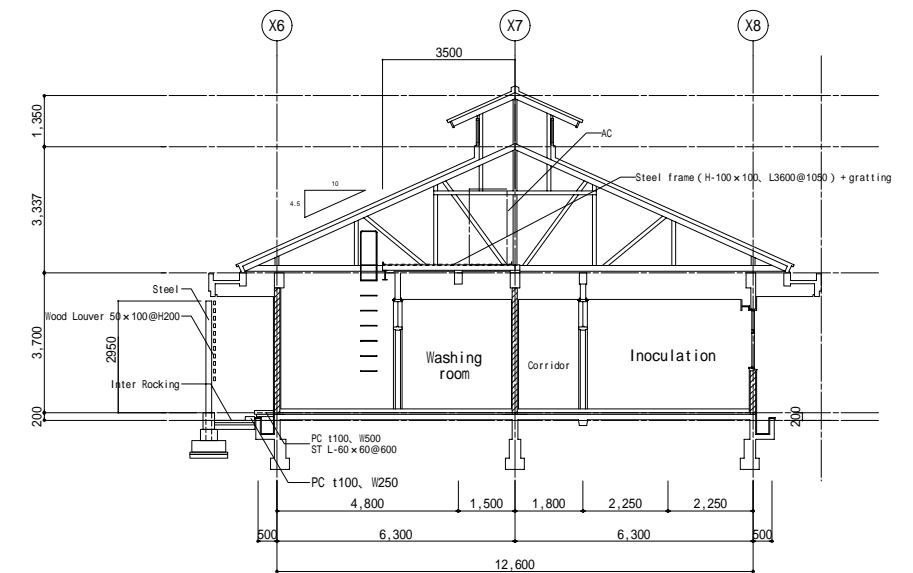 X6
X7
X8
3500
1,350
AC
Steel frame (H-100×100、L3600@1050) + gratting
10
4.5
3,337
Steel
Wood Louver 50×100@H200
2950
3,700
Washing
room
Corridor
Inoculation
Inter Rocking
200
200
PC t100、W500
ST L-60×60@600
PC t100、W250
4,800
1,500
1,800
2,250
2,250
500
6,300
6,300
500
12,600